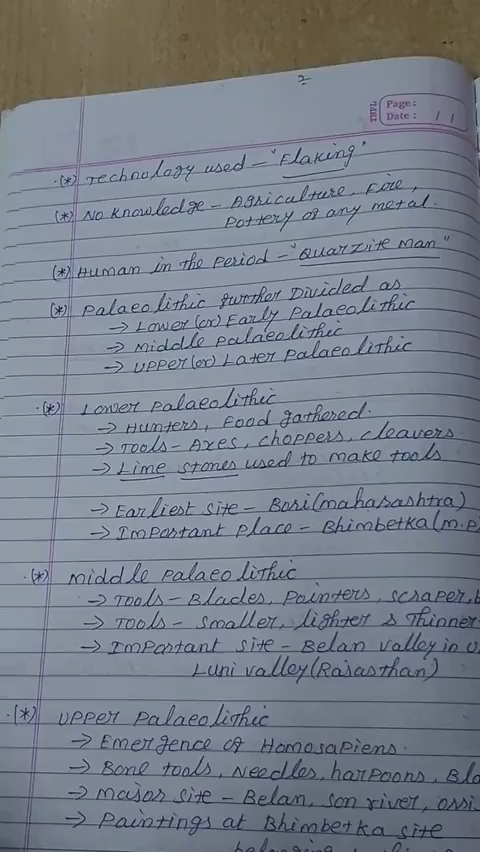 2
TNPL
Page:
Date: / /
(*) Technology used - "Flaking"
(*) No knowledge - Agriculture, Fire,
Pottery or any metal.
(*) Human in the period - "Quarzite man"
(*) Palaeolithic further Divided as
→ Lower (or) Early Palaeolithic
→ Middle Palaeolithic
→ Upper (or) Later Palaeolithic
(*) Lower Palaeolithic
→ Hunters, Food gathered.
→ Tools - Axes, choppers, cleavers.
→ Lime stones used to make tools
→ Earliest site - Bori (Maharashtra)
→ Important Place - Bhimbetka (M.P
(*) Middle Palaeolithic
→ Tools - Blades, Pointers, scraper,
→ Tools - Smaller, lighter & Thinner
→ Important site - Belan valley in
Luni valley (Rajasthan)
(*) Upper Palaeolithic
→ Emergence of Homosapiens.
→ Bone tools, Needles, harpoons,
→ Major site - Belan, son river,
→ Paintings at Bhimbetka site